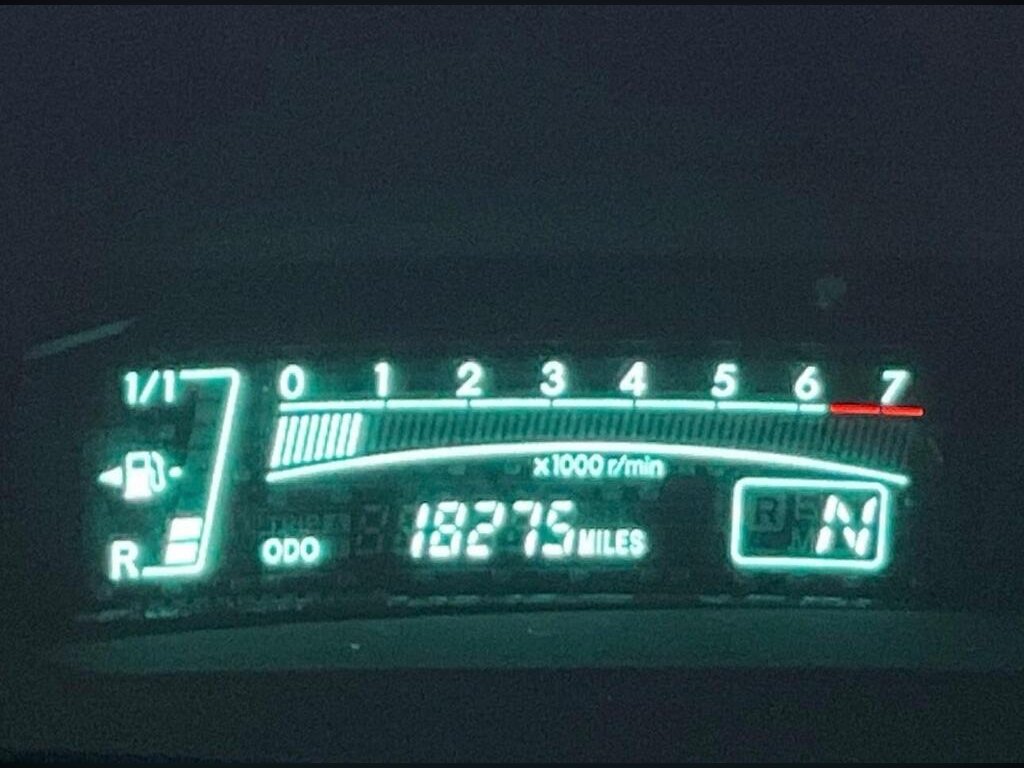 1/1 0 1 2 3 4 5 6 7
x1000 r/min
R ODO 18275 MILES N